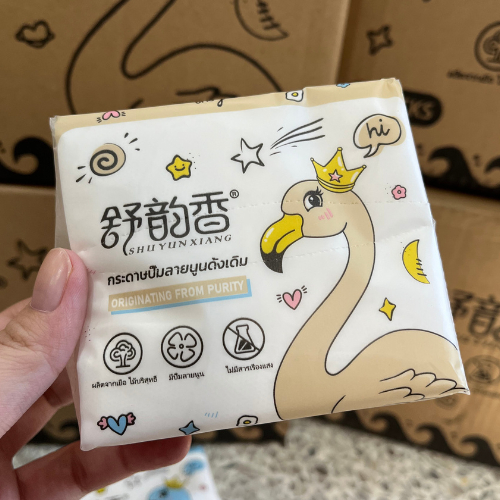 hi
舒韵香®
SHUYUNXIANG
กระดาษปั๊มลายนูนดั้งเดิม
ORIGINATING FROM PURITY
ผลิตจากเยื่อ ไม้บริสุทธิ์
มีปั๊มลายนูน
ไม่มีสารเรืองแสง
舒韵